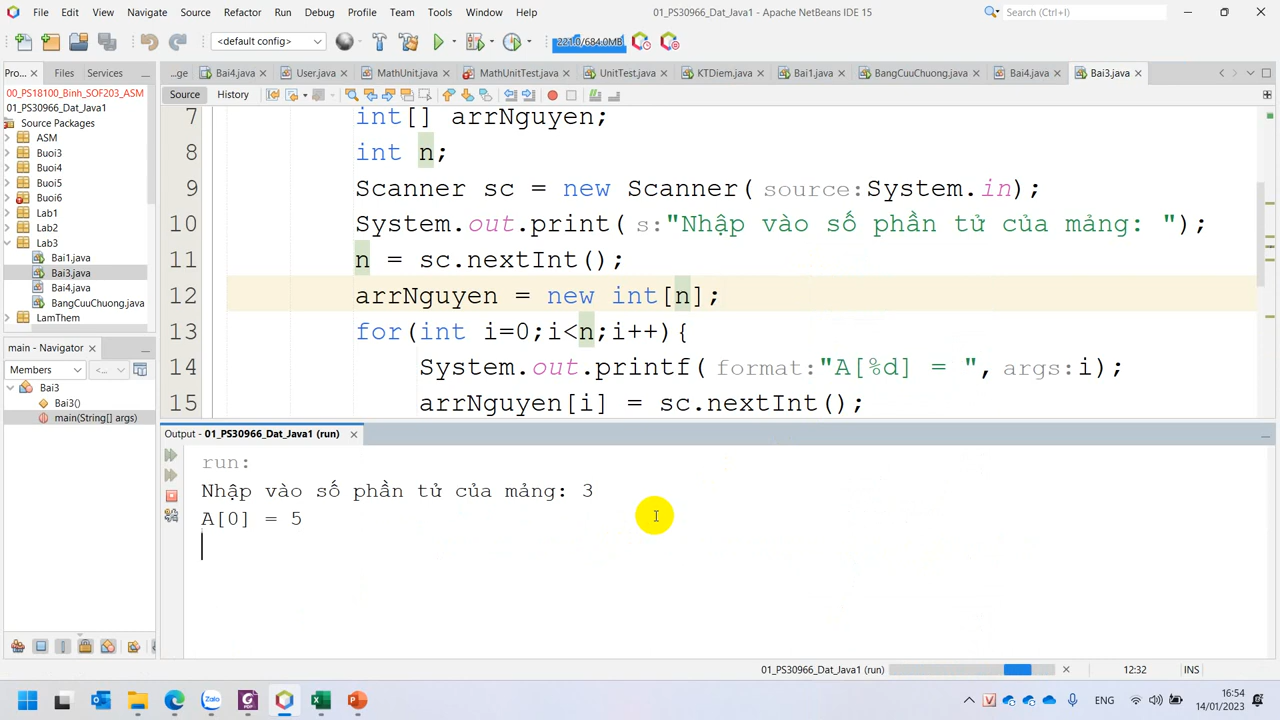 File Edit View Navigate Source Refactor Run Debug Profile Team Tools Window Help 01_PS30966_Dat_Java1 - Apache NetBeans IDE 15 Search (Ctrl+I)
<default config> 221.0/684.0MB
Pro... Files Services ...ge Bai4.java User.java MathUnit.java MathUnitTest.java UnitTest.java KTDiem.java Bai1.java BangCuuChuong.java Bai4.java Bai3.java
00_PS18100_Binh_SOF203_ASM Source History
01_PS30966_Dat_Java1
Source Packages
ASM
Buoi3
Buoi4
Buoi5
Buoi6
Lab1
Lab2
Lab3
Bai1.java
Bai3.java
Bai4.java
BangCuuChuong.java
LamThem
7 int[] arrNguyen;
8 int n;
9 Scanner sc = new Scanner(source:System.in);
10 System.out.print(s:"Nhập vào số phần tử của mảng: ");
11 n = sc.nextInt();
12 arrNguyen = new int[n];
13 for(int i=0;i<n;i++){
14 System.out.printf(format:"A[%d] = ", args:i);
15 arrNguyen[i] = sc.nextInt();
main - Navigator
Members <...
Bai3
Bai3()
main(String[] args)
Output - 01_PS30966_Dat_Java1 (run)
run:
Nhập vào số phần tử của mảng: 3
A[0] = 5
01_PS30966_Dat_Java1 (run) 12:32 INS
Zalo ENG 16:54
14/01/2023